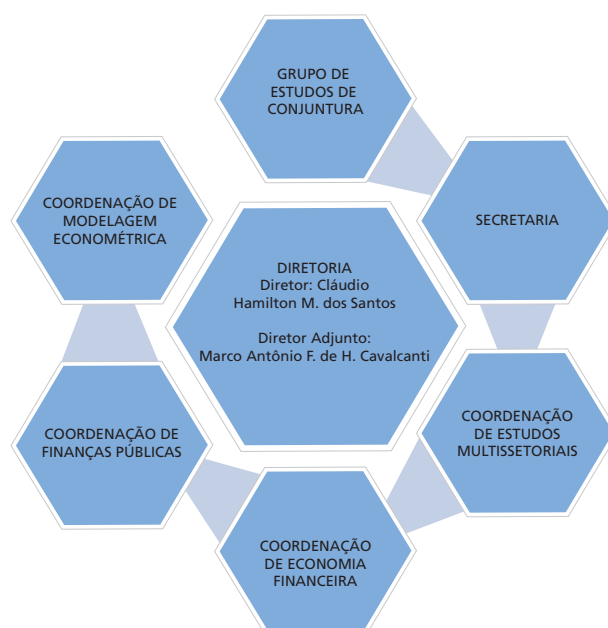 GRUPO DE
ESTUDOS DE
CONJUNTURA
COORDENAÇÃO DE
MODELAGEM
ECONOMÉTRICA
SECRETARIA
DIRETORIA
Diretor: Cláudio
Hamilton M. dos Santos
Diretor Adjunto:
Marco Antônio F. de H. Cavalcanti
COORDENAÇÃO DE
FINANÇAS PÚBLICAS
COORDENAÇÃO
DE ESTUDOS
MULTISSETORIAIS
COORDENAÇÃO
DE ECONOMIA
FINANCEIRA